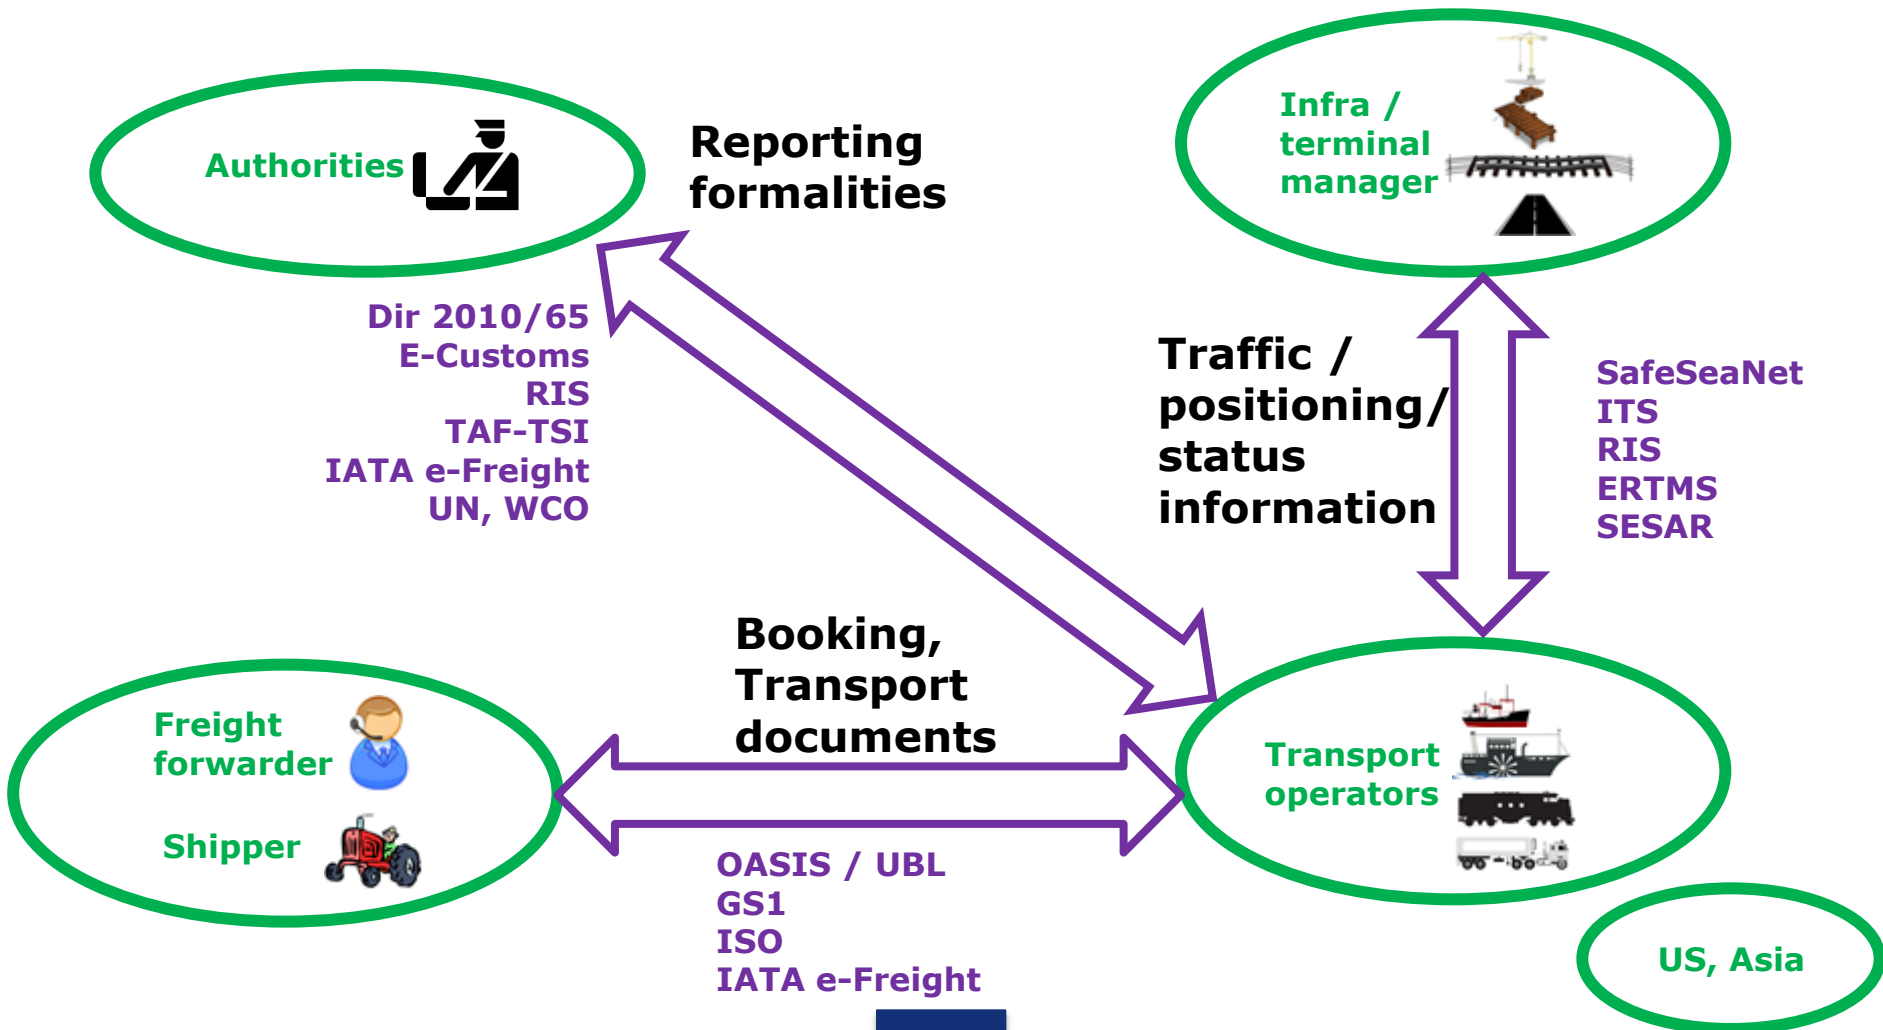 Authorities
Reporting
formalities
Infra /
terminal
manager
Dir 2010/65
E-Customs
RIS
TAF-TSI
IATA e-Freight
UN, WCO
Traffic /
positioning/
status
information
SafeSeaNet
ITS
RIS
ERTMS
SESAR
Booking,
Transport
documents
Freight
forwarder
Shipper
Transport
operators
OASIS / UBL
GS1
ISO
IATA e-Freight
US, Asia